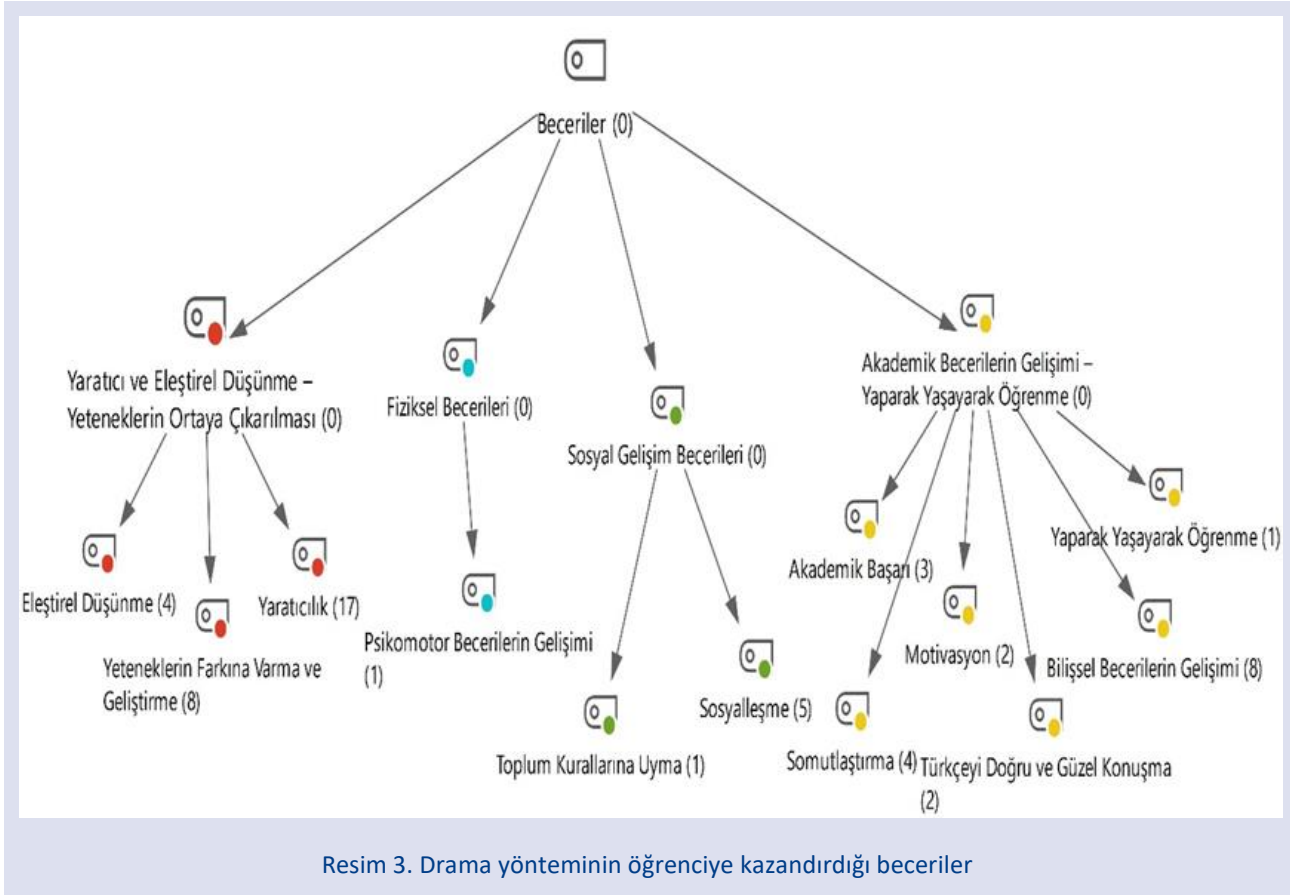 Beceriler (0)
Yaratıcı ve Eleştirel Düşünme –
Yeteneklerin Ortaya Çıkarılması (0)
Fiziksel Becerileri (0)
Sosyal Gelişim Becerileri (0)
Akademik Becerilerin Gelişimi –
Yaparak Yaşayarak Öğrenme (0)
Eleştirel Düşünme (4)
Yeteneklerin Farkına Varma ve
Geliştirme (8)
Yaratıcılık (17)
Psikomotor Becerilerin Gelişimi
(1)
Toplum Kurallarına Uyma (1)
Sosyalleşme (5)
Akademik Başarı (3)
Somutlaştırma (4)
Motivasyon (2)
Türkçeyi Doğru ve Güzel Konuşma
(2)
Bilişsel Becerilerin Gelişimi (8)
Yaparak Yaşayarak Öğrenme (1)
Resim 3. Drama yönteminin öğrenciye kazandırdığı beceriler